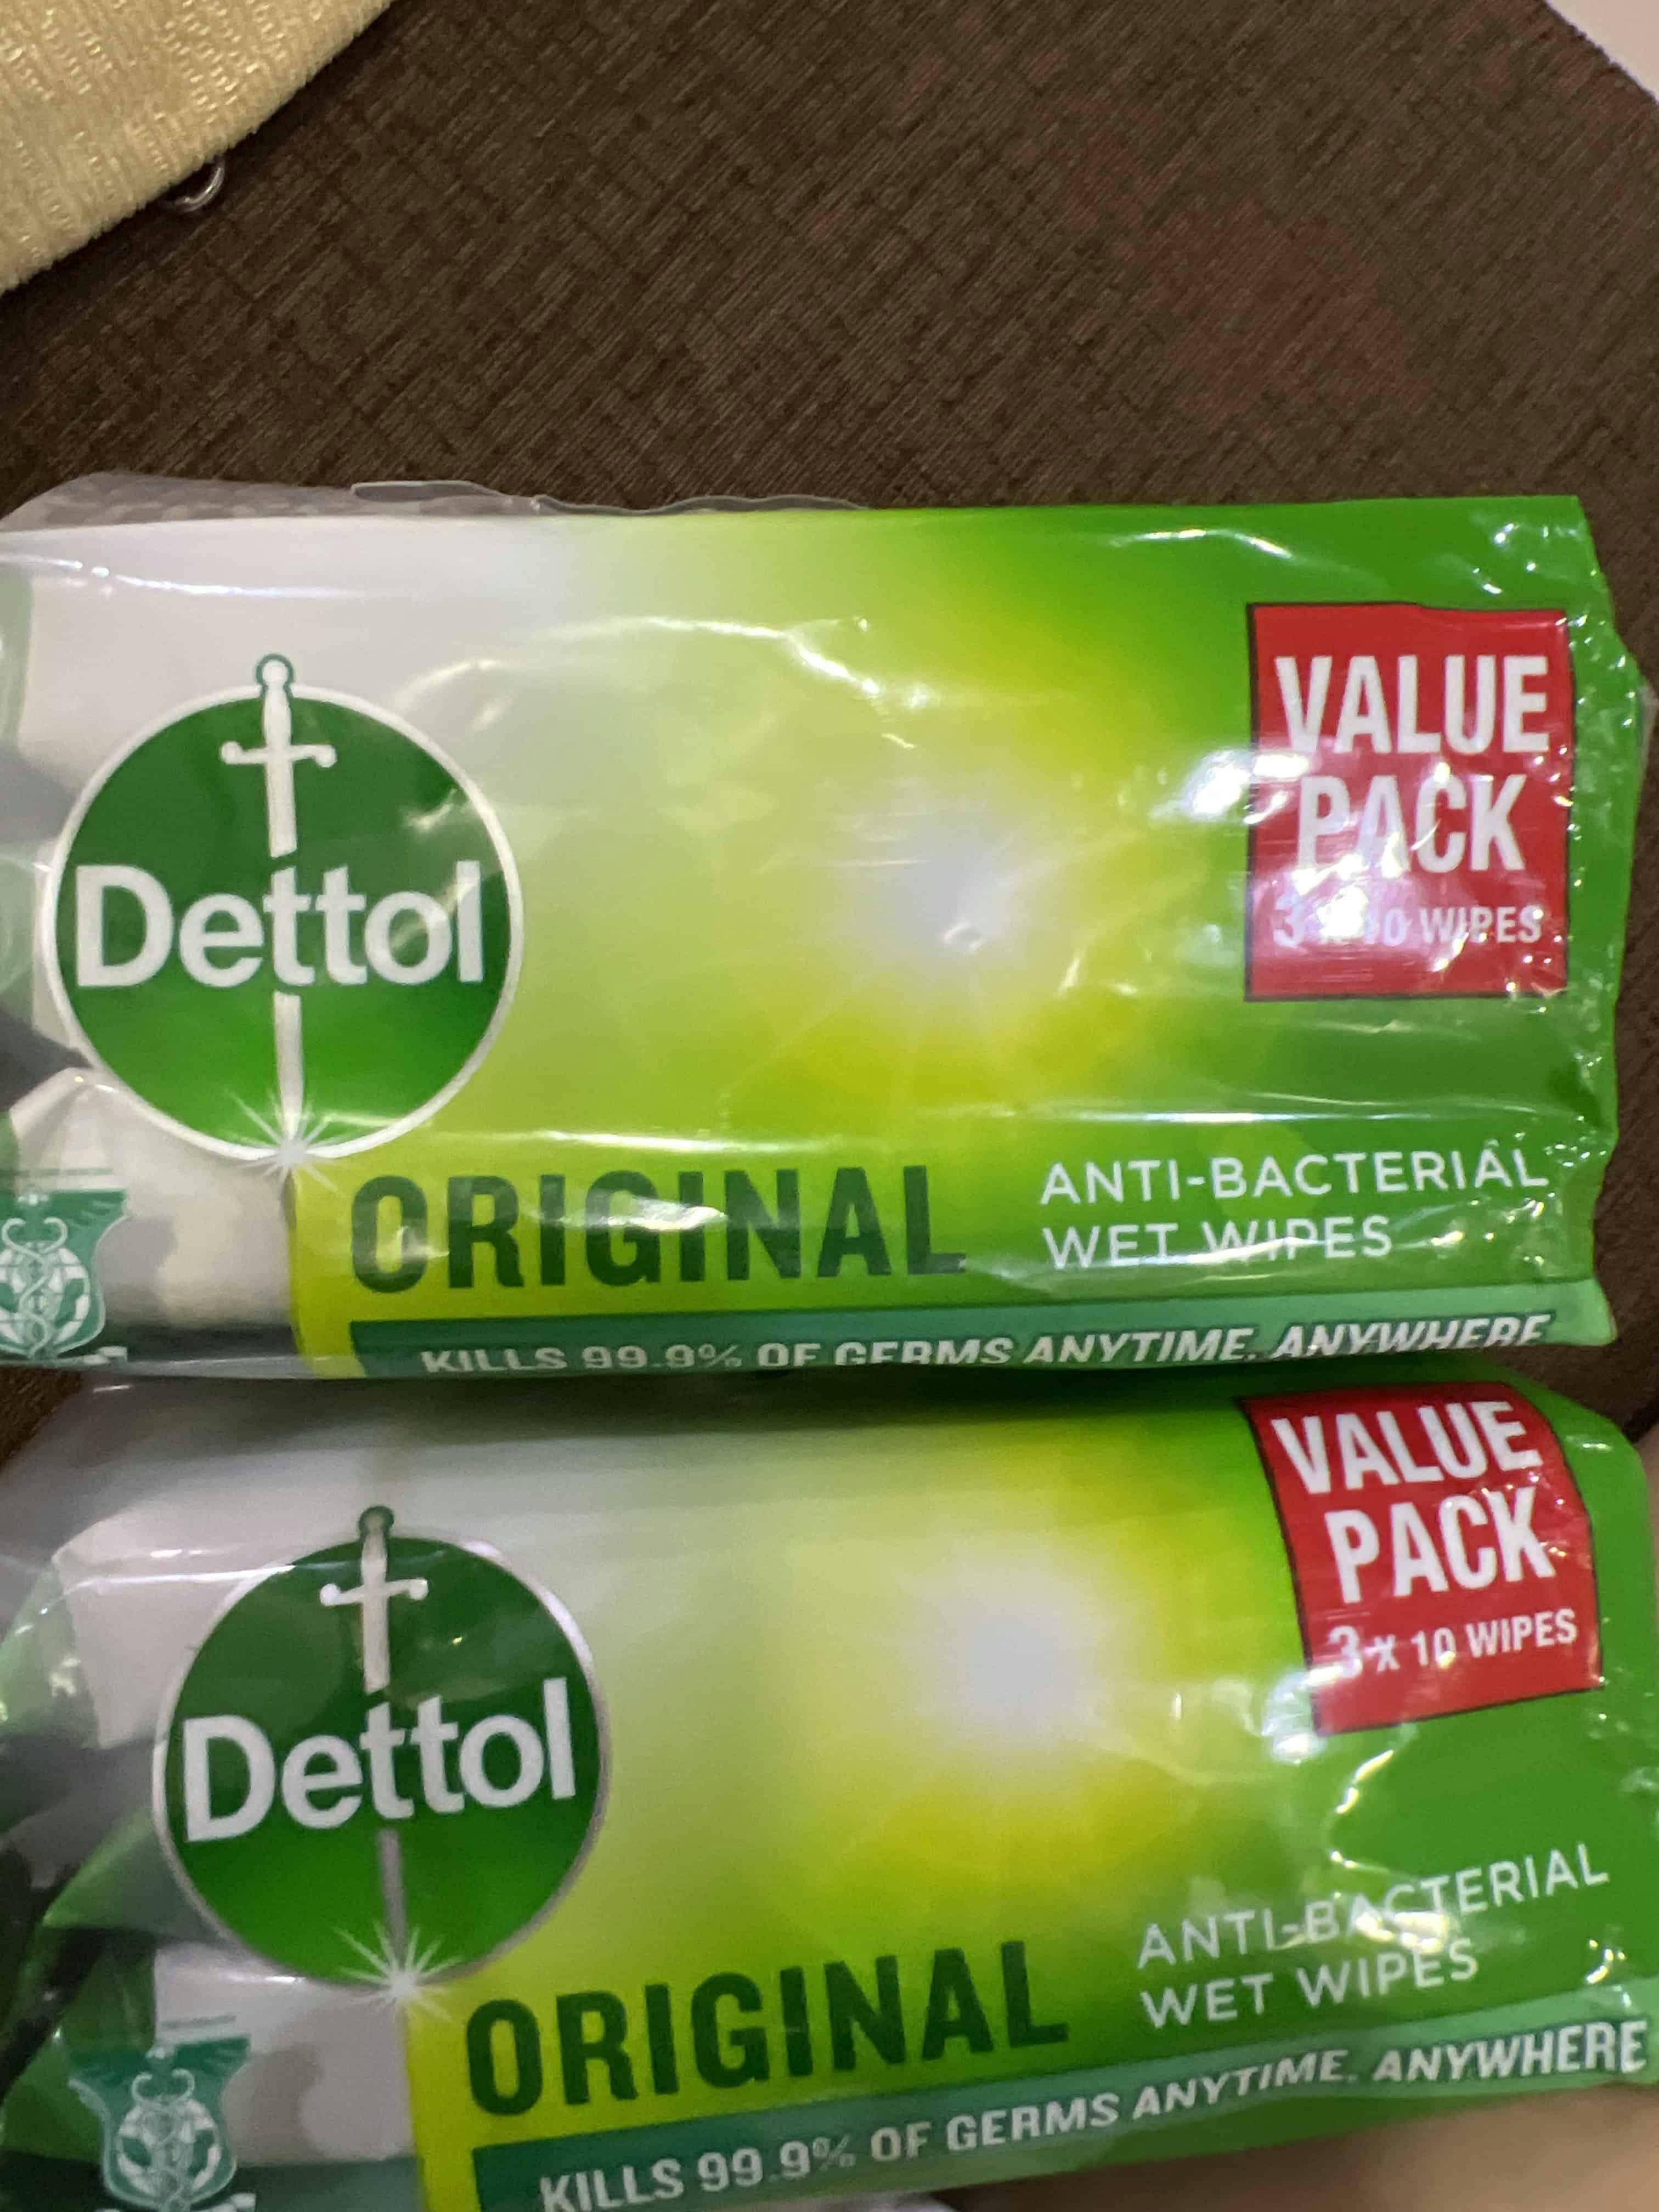 VALUE
PACK
3 x 10 WIPES
Dettol
ORIGINAL
ANTI-BACTERIAL
WET WIPES
KILLS 99.9% OF GERMS ANYTIME, ANYWHERE
VALUE
PACK
3 x 10 WIPES
Dettol
ORIGINAL
ANTI-BACTERIAL
WET WIPES
KILLS 99.9% OF GERMS ANYTIME, ANYWHERE